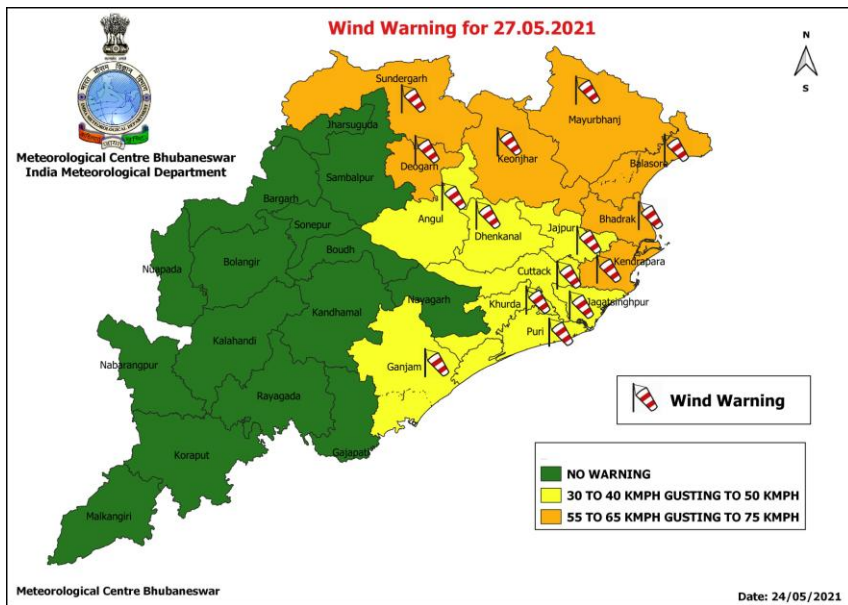 Wind Warning for 27.05.2021
N
S
INDIA METEOROLOGICAL DEPARTMENT
Meteorological Centre Bhubaneswar
India Meteorological Department
Sundergarh
Mayurbhanj
Jharsuguda
Keonjhar
Balasore
Deogarh
Sambalpur
Bargarh
Angul
Bhadrak
Sonepur
Dhenkanal
Jajpur
Boudh
Bolangir
Kendrapara
Nuapada
Cuttack
Nayagarh
Khurda
Jagatsinghpur
Kandhamal
Puri
Kalahandi
Nabarangpur
Ganjam
Rayagada
Koraput
Gajapati
Malkangiri
Wind Warning
NO WARNING
30 TO 40 KMPH GUSTING TO 50 KMPH
55 TO 65 KMPH GUSTING TO 75 KMPH
Meteorological Centre Bhubaneswar
Date: 24/05/2021